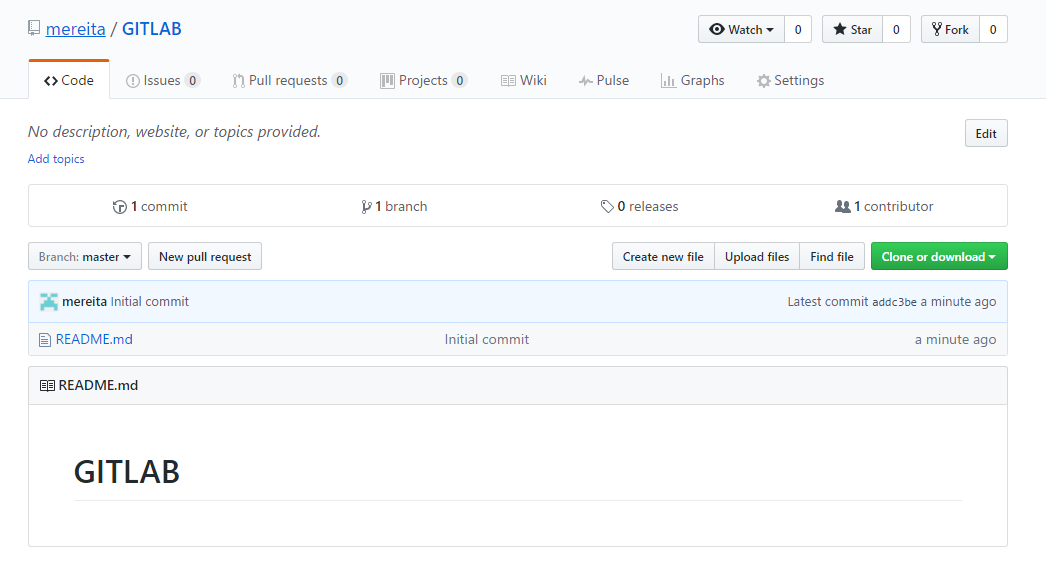 mereita / GITLAB Watch 0 Star 0 Fork 0
Code Issues 0 Pull requests 0 Projects 0 Wiki Pulse Graphs Settings
No description, website, or topics provided. Edit
Add topics
1 commit 1 branch 0 releases 1 contributor
Branch: master New pull request Create new file Upload files Find file Clone or download
mereita Initial commit Latest commit addc3be a minute ago
README.md Initial commit a minute ago
README.md
GITLAB